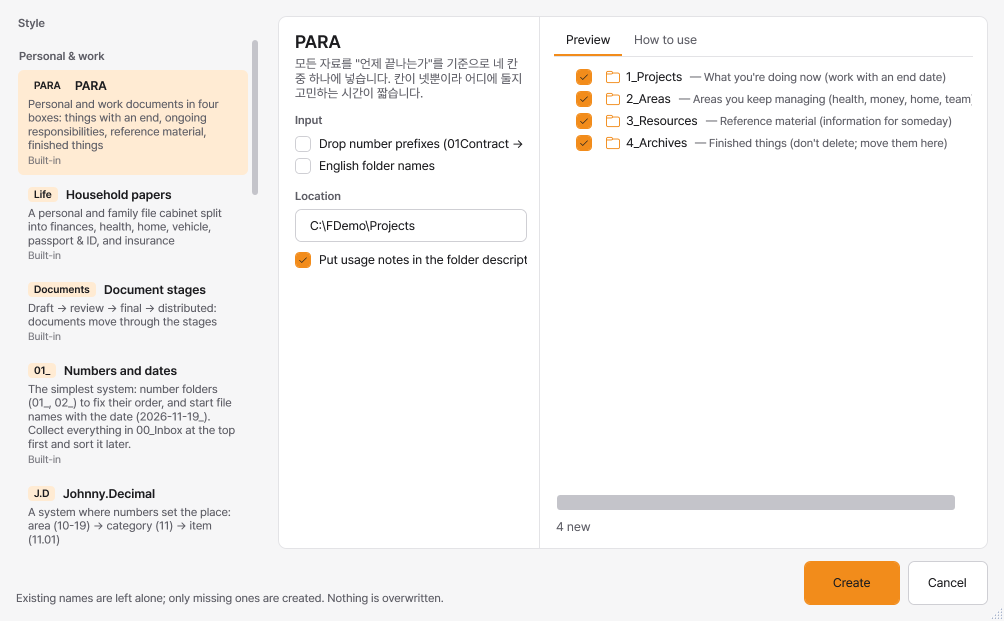 Style
Personal & work
PARA PARA
Personal and work documents in four
boxes: things with an end, ongoing
responsibilities, reference material,
finished things
Built-in
Life Household papers
A personal and family file cabinet split
into finances, health, home, vehicle,
passport & ID, and insurance
Built-in
Documents Document stages
Draft → review → final → distributed:
documents move through the stages
Built-in
01_ Numbers and dates
The simplest system: number folders
(01_, 02_) to fix their order, and start file
names with the date (2026-11-19_).
Collect everything in 00_Inbox at the top
first and sort it later.
Built-in
J.D Johnny.Decimal
A system where numbers set the place:
area (10-19) → category (11) → item
(11.01)
PARA
모든 자료를 "언제 끝나는가"를 기준으로 네 칸
중 하나에 넣습니다. 칸이 넷뿐이라 어디에 둘지
고민하는 시간이 짧습니다.
Input
Drop number prefixes (01Contract →
English folder names
Location
C:\FDemo\Projects
Put usage notes in the folder descript
Preview How to use
1_Projects — What you're doing now (work with an end date)
2_Areas — Areas you keep managing (health, money, home, team
3_Resources — Reference material (information for someday)
4_Archives — Finished things (don't delete; move them here)
4 new
Create Cancel
Existing names are left alone; only missing ones are created. Nothing is overwritten.